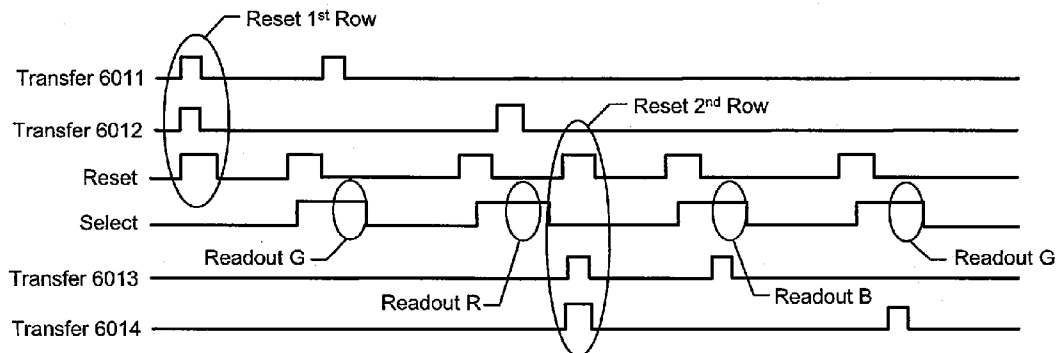 Reset 1st Row
Transfer 6011
Reset 2nd Row
Transfer 6012
Reset
Select
Readout G
Readout G
Transfer 6013
Readout R
Readout B
Transfer 6014